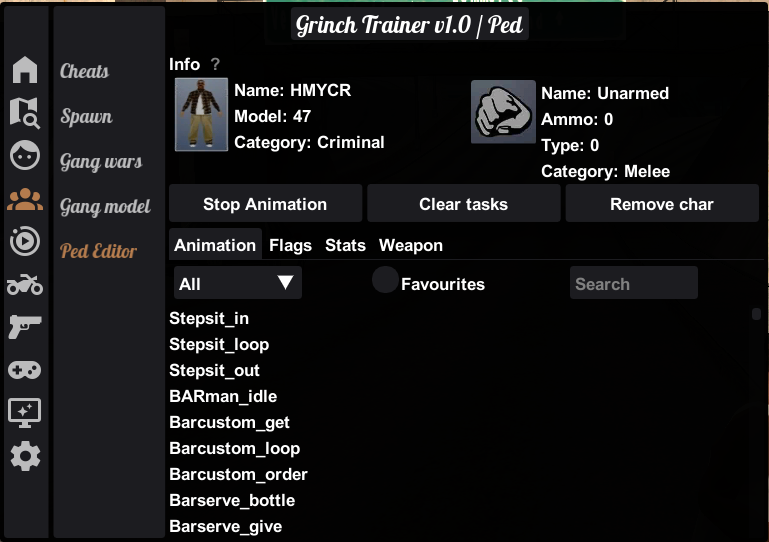 Grinch Trainer v1.0 / Ped
Cheats
Spawn
Gang wars
Gang model
Ped Editor
Info ?
Name: HMYCR
Model: 47
Category: Criminal
Name: Unarmed
Ammo: 0
Type: 0
Category: Melee
Stop Animation
Clear tasks
Remove char
Animation Flags Stats Weapon
All
Favourites
Search
Stepsit_in
Stepsit_loop
Stepsit_out
BARman_idle
Barcustom_get
Barcustom_loop
Barcustom_order
Barserve_bottle
Barserve_give